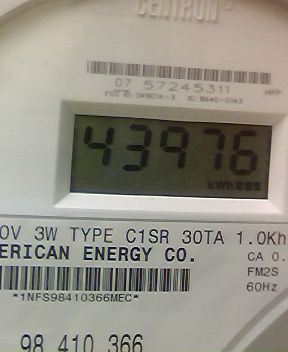 CENTRON®
07 57245311
43976
kWh
0V 3W TYPE C1SR 30TA 1.0Kh
ERICAN ENERGY CO.
CA 0.
FM2S
60Hz
*1NFS98410366MEC*
98 410 366